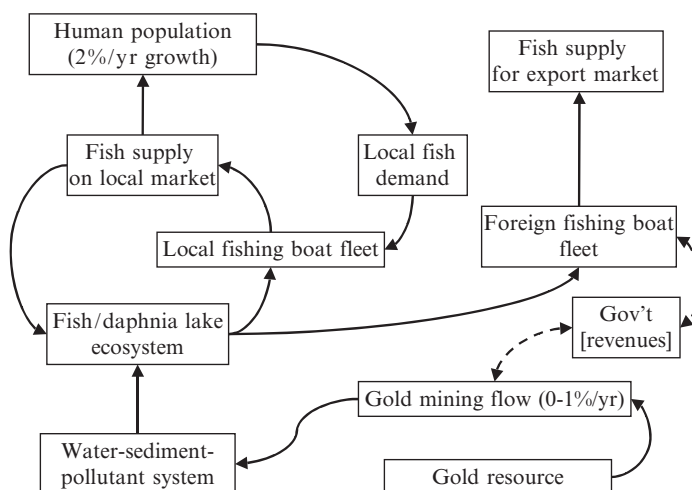 Human population
(2%/yr growth)
Fish supply
for export market
Fish supply
on local market
Local fish
demand
Local fishing boat fleet
Foreign fishing boat
fleet
Fish/daphnia lake
ecosystem
Gov't
[revenues]
Gold mining flow (0-1%/yr)
Water-sediment-
pollutant system
Gold resource